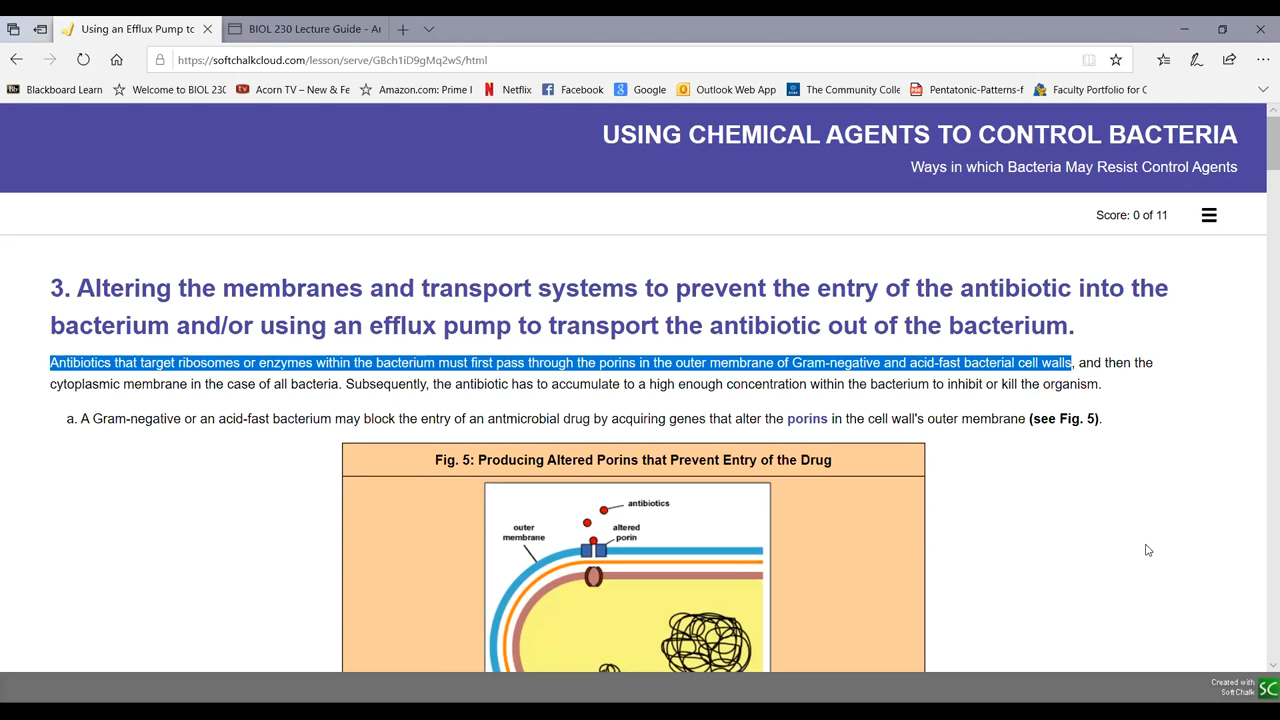 Using an Efflux Pump to
BIOL 230 Lecture Guide - An
https://softchalkcloud.com/lesson/serve/GBch1iD9gMq2wS/html
Blackboard Learn
Welcome to BIOL 230
Acorn TV – New & Fe
Amazon.com: Prime I
Netflix
Facebook
Google
Outlook Web App
The Community Colle
Pentatonic-Patterns-f
Faculty Portfolio for C
USING CHEMICAL AGENTS TO CONTROL BACTERIA
Ways in which Bacteria May Resist Control Agents
Score: 0 of 11
3. Altering the membranes and transport systems to prevent the entry of the antibiotic into the
bacterium and/or using an efflux pump to transport the antibiotic out of the bacterium.
Antibiotics that target ribosomes or enzymes within the bacterium must first pass through the porins in the outer membrane of Gram-negative and acid-fast bacterial cell walls, and then the
cytoplasmic membrane in the case of all bacteria. Subsequently, the antibiotic has to accumulate to a high enough concentration within the bacterium to inhibit or kill the organism.
a. A Gram-negative or an acid-fast bacterium may block the entry of an antmicrobial drug by acquiring genes that alter the porins in the cell wall's outer membrane (see Fig. 5).
Fig. 5: Producing Altered Porins that Prevent Entry of the Drug
antibiotics
outer
membrane
altered
porin
Created with
SoftChalk
SC